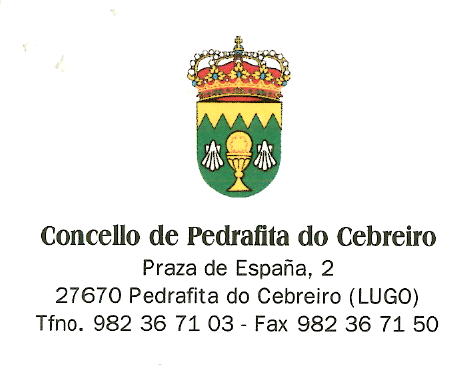 Concello de Pedrafita do Cebreiro
Praza de España, 2
27670 Pedrafita do Cebreiro (LUGO)
Tfno. 982 36 71 03 - Fax 982 36 71 50